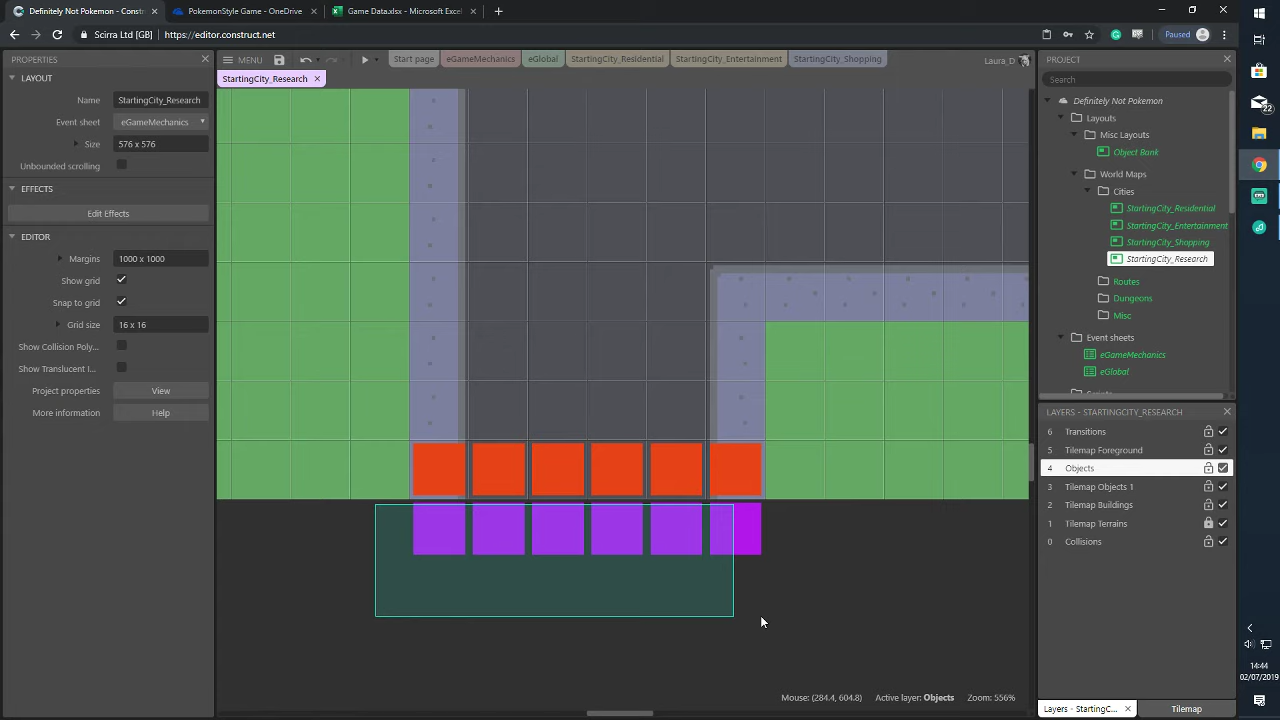 Definitely Not Pokemon - Constr
PokemonStyle Game - OneDrive
Game Data.xlsx - Microsoft Excel
Scirra Ltd [GB] | https://editor.construct.net
Paused
PROPERTIES
MENU
Start page
eGameMechanics
eGlobal
StartingCity_Residential
StartingCity_Entertainment
StartingCity_Shopping
Laura_D
PROJECT
StartingCity_Research
LAYOUT
Name
StartingCity_Research
Event sheet
eGameMechanics
Size
576 x 576
Unbounded scrolling
EFFECTS
Edit Effects
EDITOR
Margins
1000 x 1000
Show grid
Snap to grid
Grid size
16 x 16
Show Collision Poly...
Show Translucent I...
Project properties
View
More information
Help
Search
Definitely Not Pokemon
Layouts
Misc Layouts
Object Bank
World Maps
Cities
StartingCity_Residential
StartingCity_Entertainment
StartingCity_Shopping
StartingCity_Research
Routes
Dungeons
Misc
Event sheets
eGameMechanics
eGlobal
LAYERS - STARTINGCITY_RESEARCH
6 Transitions
5 Tilemap Foreground
4 Objects
3 Tilemap Objects 1
2 Tilemap Buildings
1 Tilemap Terrains
0 Collisions
Mouse: (284.4, 604.8)
Active layer: Objects
Zoom: 556%
Layers - StartingC...
Tilemap
22
14:44
02/07/2019